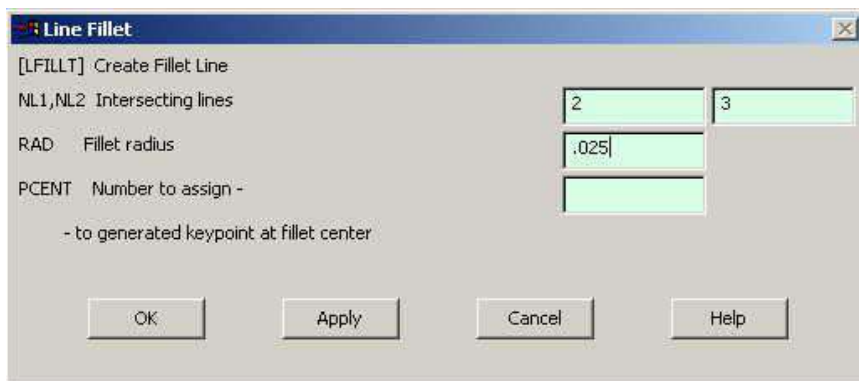 Line Fillet
[LFILLT] Create Fillet Line
NL1,NL2 Intersecting lines 2 3
RAD Fillet radius .025
PCENT Number to assign -
- to generated keypoint at fillet center
OK Apply Cancel Help